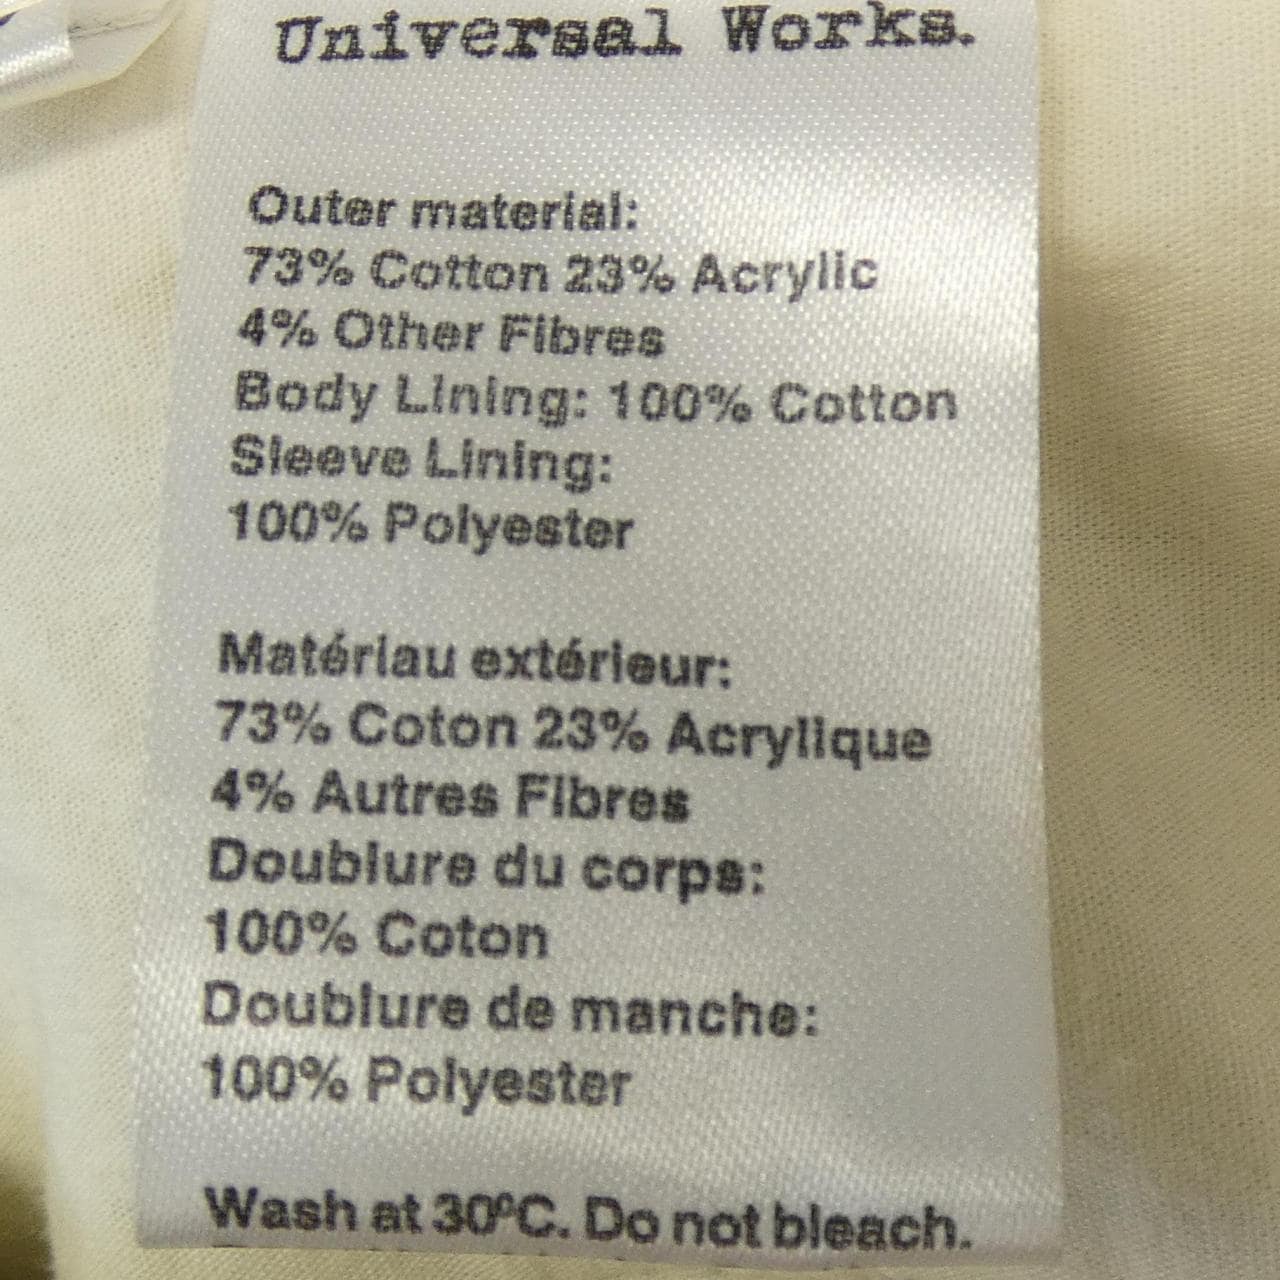 Universal Works.
Outer material:
73% Cotton 23% Acrylic
4% Other Fibres
Body Lining: 100% Cotton
Sleeve Lining:
100% Polyester
Matériau extérieur:
73% Coton 23% Acrylique
4% Autres Fibres
Doublure du corps:
100% Coton
Doublure de manche:
100% Polyester
Wash at 30ºC. Do not bleach.